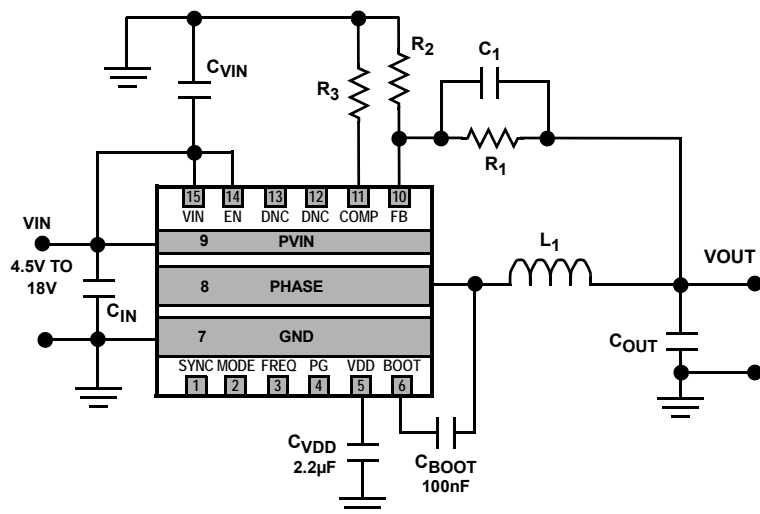 C1
R2
CVIN
R3
R1
15 14 13 12 11 10
VIN EN DNC DNC COMP FB
VIN
9 PVIN
4.5V TO
18V
L1
VOUT
8 PHASE
CIN
7 GND
COUT
SYNC MODE FREQ PG VDD BOOT
1 2 3 4 5 6
CVDD
2.2µF
CBOOT
100nF